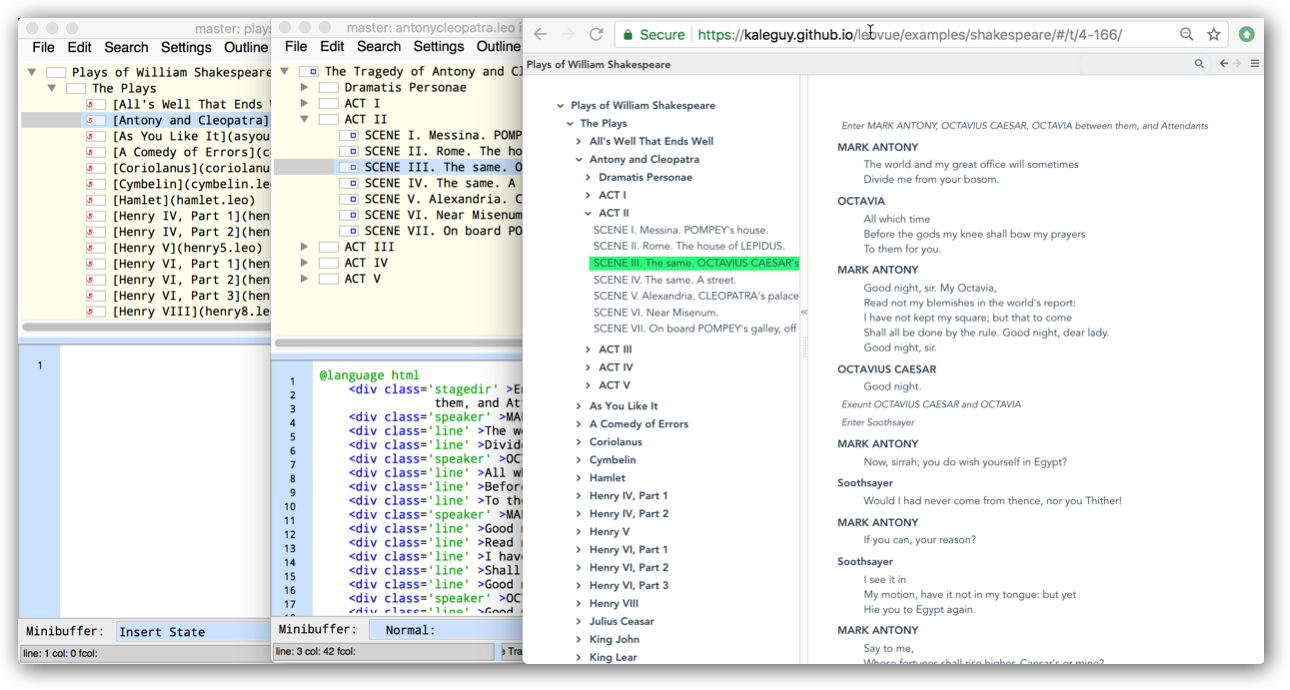 master: plays
File Edit Search Settings Outline
Plays of William Shakespeare
The Plays
[All's Well That Ends
[Antony and Cleopatra]
[As You Like It](asyou
[A Comedy of Errors](c
[Coriolanus](coriolanu
[Cymbelin](cymbelin.le
[Hamlet](hamlet.leo)
[Henry IV, Part 1](hen
[Henry IV, Part 2](hen
[Henry V](henry5.leo)
[Henry VI, Part 1](hen
[Henry VI, Part 2](hen
[Henry VI, Part 3](hen
[Henry VIII](henry8.le
1
Minibuffer: Insert State
line: 1 col: 0 fcol:
master: antonycleopatra.leo i
File Edit Search Settings Outline
The Tragedy of Antony and Cl
Dramatis Personae
ACT I
ACT II
SCENE I. Messina. POMP
SCENE II. Rome. The ho
SCENE III. The same. O
SCENE IV. The same. A
SCENE V. Alexandria. C
SCENE VI. Near Misenum
SCENE VII. On board PO
ACT III
ACT IV
ACT V
1 @language html
2 <div class='stagedir' >En
3 them, and Att
4 <div class='speaker' >MAR
5 <div class='line' >The wo
6 <div class='line' >Divide
7 <div class='speaker' >OCT
8 <div class='line' >All wh
9 <div class='line' >Before
10 <div class='line' >To the
11 <div class='speaker' >MAR
12 <div class='line' >Good n
13 <div class='line' >Read n
14 <div class='line' >I have
15 <div class='line' >Shall
16 <div class='line' >Good n
17 <div class='speaker' >OCT
<div class='line' >Good n
Minibuffer: Normal:
line: 3 col: 42 fcol:
e Tra
Secure https://kaleguy.github.io/leovue/examples/shakespeare/#/t/4-166/
Plays of William Shakespeare
Plays of William Shakespeare
The Plays
All's Well That Ends Well
Antony and Cleopatra
Dramatis Personae
ACT I
ACT II
SCENE I. Messina. POMPEY's house.
SCENE II. Rome. The house of LEPIDUS.
SCENE III. The same. OCTAVIUS CAESAR's
SCENE IV. The same. A street.
SCENE V. Alexandria. CLEOPATRA's palace
SCENE VI. Near Misenum.
SCENE VII. On board POMPEY's galley, off
ACT III
ACT IV
ACT V
As You Like It
A Comedy of Errors
Coriolanus
Cymbelin
Hamlet
Henry IV, Part 1
Henry IV, Part 2
Henry V
Henry VI, Part 1
Henry VI, Part 2
Henry VI, Part 3
Henry VIII
Julius Ceasar
King John
King Lear
Enter MARK ANTONY, OCTAVIUS CAESAR, OCTAVIA between them, and Attendants
MARK ANTONY
The world and my great office will sometimes
Divide me from your bosom.
OCTAVIA
All which time
Before the gods my knee shall bow my prayers
To them for you.
MARK ANTONY
Good night, sir. My Octavia,
Read not my blemishes in the world's report:
I have not kept my square; but that to come
Shall all be done by the rule. Good night, dear lady.
Good night, sir.
OCTAVIUS CAESAR
Good night.
Exeunt OCTAVIUS CAESAR and OCTAVIA
Enter Soothsayer
MARK ANTONY
Now, sirrah; you do wish yourself in Egypt?
Soothsayer
Would I had never come from thence, nor you Thither!
MARK ANTONY
If you can, your reason?
Soothsayer
I see it in
My motion, have it not in my tongue: but yet
Hie you to Egypt again.
MARK ANTONY
Say to me,
Whose fortunes shall rise higher, Caesar's or mine?